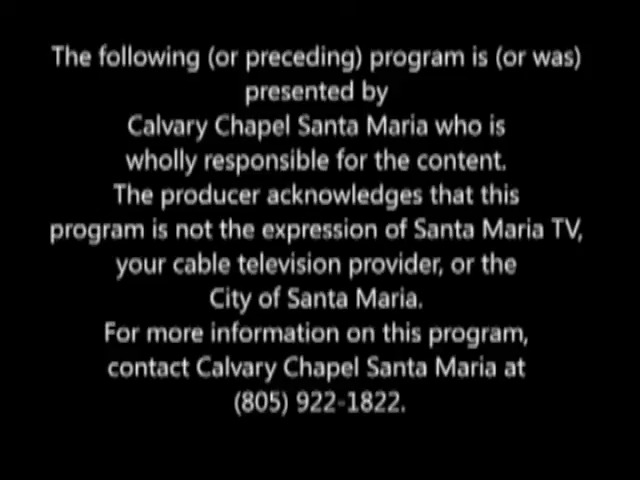 The following (or preceding) program is (or was)
presented by
Calvary Chapel Santa Maria who is
wholly responsible for the content.
The producer acknowledges that this
program is not the expression of Santa Maria TV,
your cable television provider, or the
City of Santa Maria.
For more information on this program,
contact Calvary Chapel Santa Maria at
(805) 922-1822.